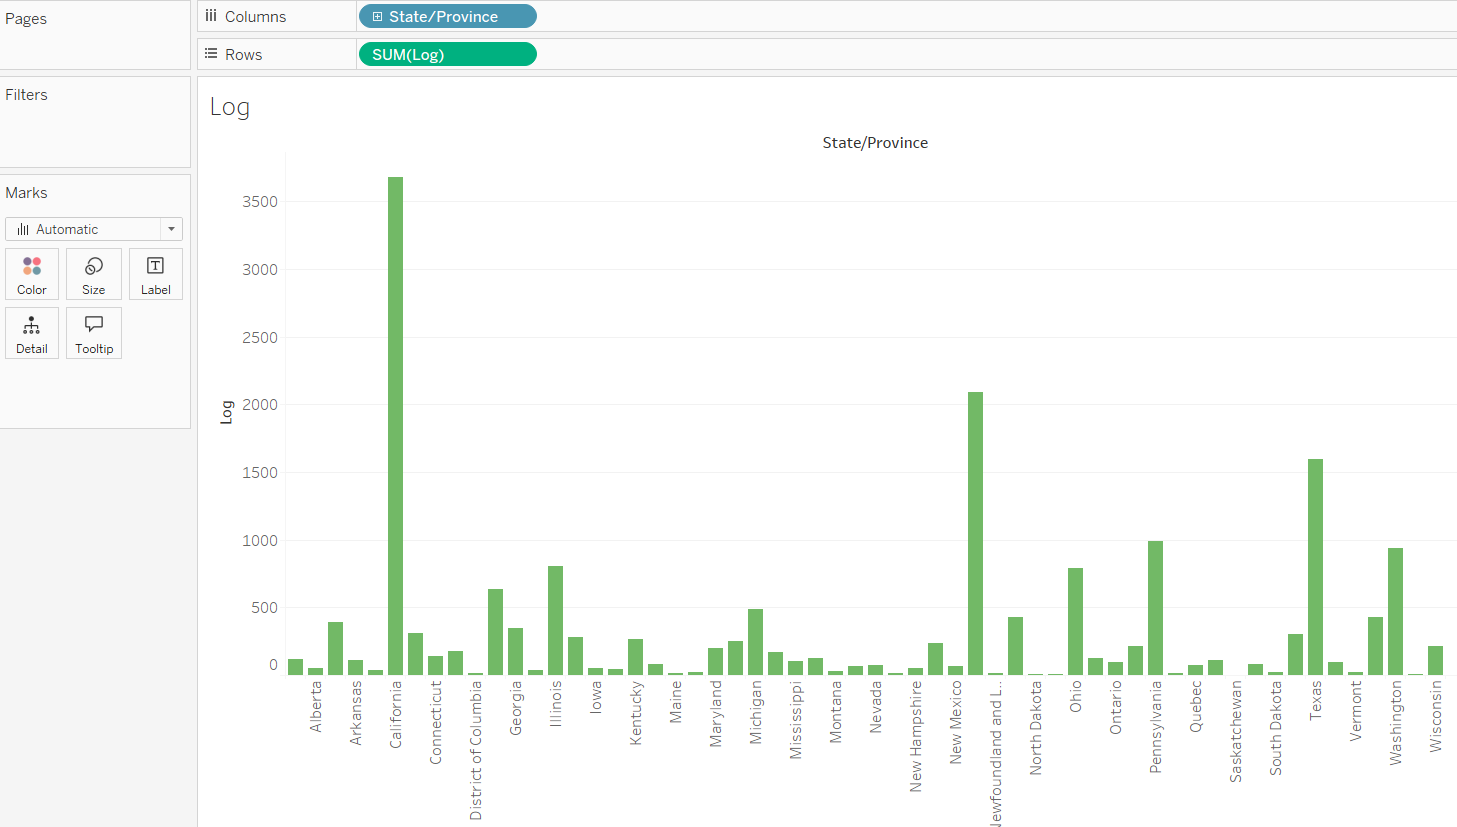 Pages
Columns
State/Province
Rows
SUM(Log)
Filters
Marks
Automatic
Color
Size
Label
Detail
Tooltip
Log
State/Province
Log
3500
3000
2500
2000
1500
1000
500
0
Alberta
Arkansas
California
Connecticut
District of Columbia
Georgia
Illinois
Iowa
Kentucky
Maine
Maryland
Michigan
Mississippi
Montana
Nevada
New Hampshire
New Mexico
Newfoundland and L..
North Dakota
Ohio
Ontario
Pennsylvania
Quebec
Saskatchewan
South Dakota
Texas
Vermont
Washington
Wisconsin